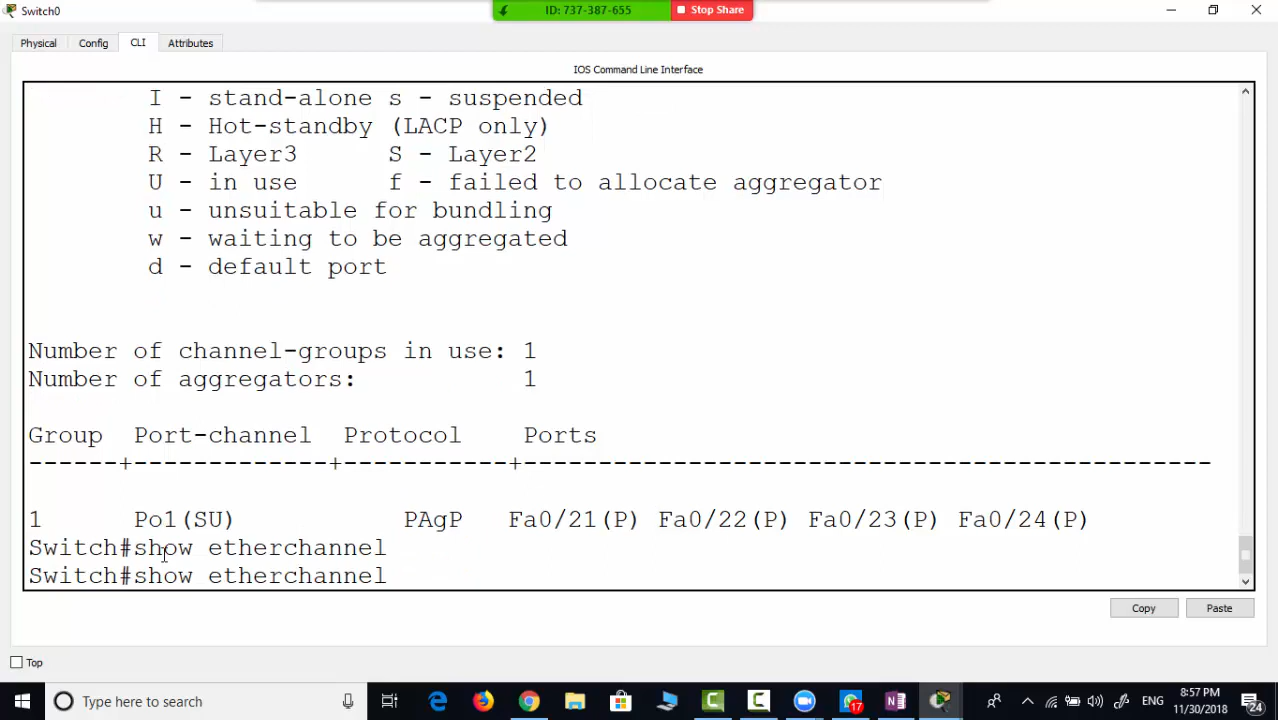 Switch0
ID: 737-387-655
Stop Share
Physical Config CLI Attributes
IOS Command Line Interface
I - stand-alone s - suspended
H - Hot-standby (LACP only)
R - Layer3 S - Layer2
U - in use f - failed to allocate aggregator
u - unsuitable for bundling
w - waiting to be aggregated
d - default port
Number of channel-groups in use: 1
Number of aggregators: 1
Group Port-channel Protocol Ports
------+-------------+-----------+----------------------------------------------
1 Po1(SU) PAgP Fa0/21(P) Fa0/22(P) Fa0/23(P) Fa0/24(P)
Switch#show etherchannel
Switch#show etherchannel
Copy Paste
Top
Type here to search
17
ENG
8:57 PM
11/30/2018
24